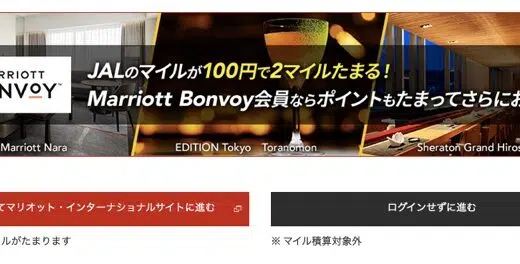 JALのマイルが100円で2マイルたまる！
RRIOTT
NVOY™
Marriott Bonvoy会員ならポイントもたまってさらにお
Marriott Nara
EDITION Tokyo Toranomon
Sheraton Grand Hiros
てマリオット・インターナショナルサイトに進む
ログインせずに進む
ルがたまります
※ マイル積算対象外